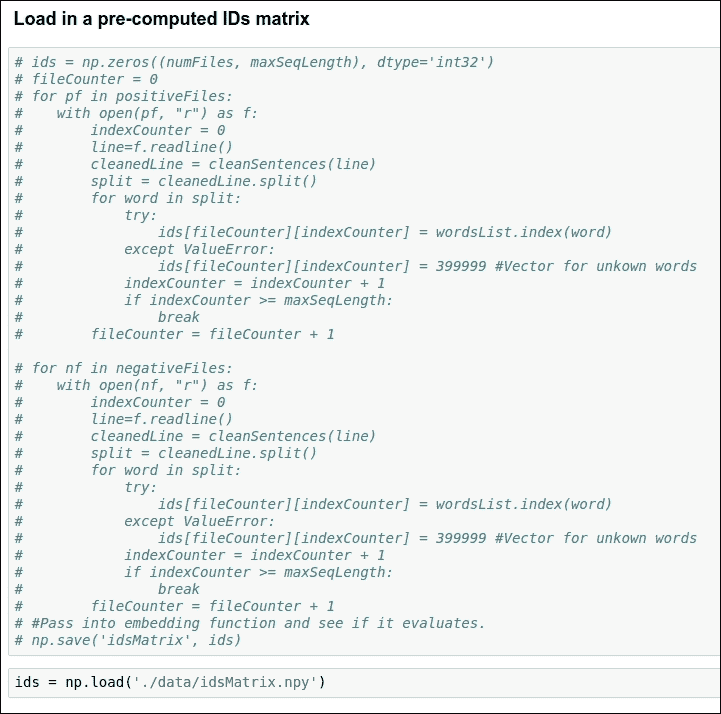 Load in a pre-computed IDs matrix
# ids = np.zeros((numFiles, maxSeqLength), dtype='int32')
# fileCounter = 0
# for pf in positiveFiles:
#    with open(pf, "r") as f:
#        indexCounter = 0
#        line=f.readline()
#        cleanedLine = cleanSentences(line)
#        split = cleanedLine.split()
#        for word in split:
#            try:
#                ids[fileCounter][indexCounter] = wordsList.index(word)
#            except ValueError:
#                ids[fileCounter][indexCounter] = 399999 #Vector for unkown words
#            indexCounter = indexCounter + 1
#            if indexCounter >= maxSeqLength:
#                break
#        fileCounter = fileCounter + 1

# for nf in negativeFiles:
#    with open(nf, "r") as f:
#        indexCounter = 0
#        line=f.readline()
#        cleanedLine = cleanSentences(line)
#        split = cleanedLine.split()
#        for word in split:
#            try:
#                ids[fileCounter][indexCounter] = wordsList.index(word)
#            except ValueError:
#                ids[fileCounter][indexCounter] = 399999 #Vector for unkown words
#            indexCounter = indexCounter + 1
#            if indexCounter >= maxSeqLength:
#                break
#        fileCounter = fileCounter + 1
# #Pass into embedding function and see if it evaluates.
# np.save('idsMatrix', ids)
ids = np.load('./data/idsMatrix.npy')